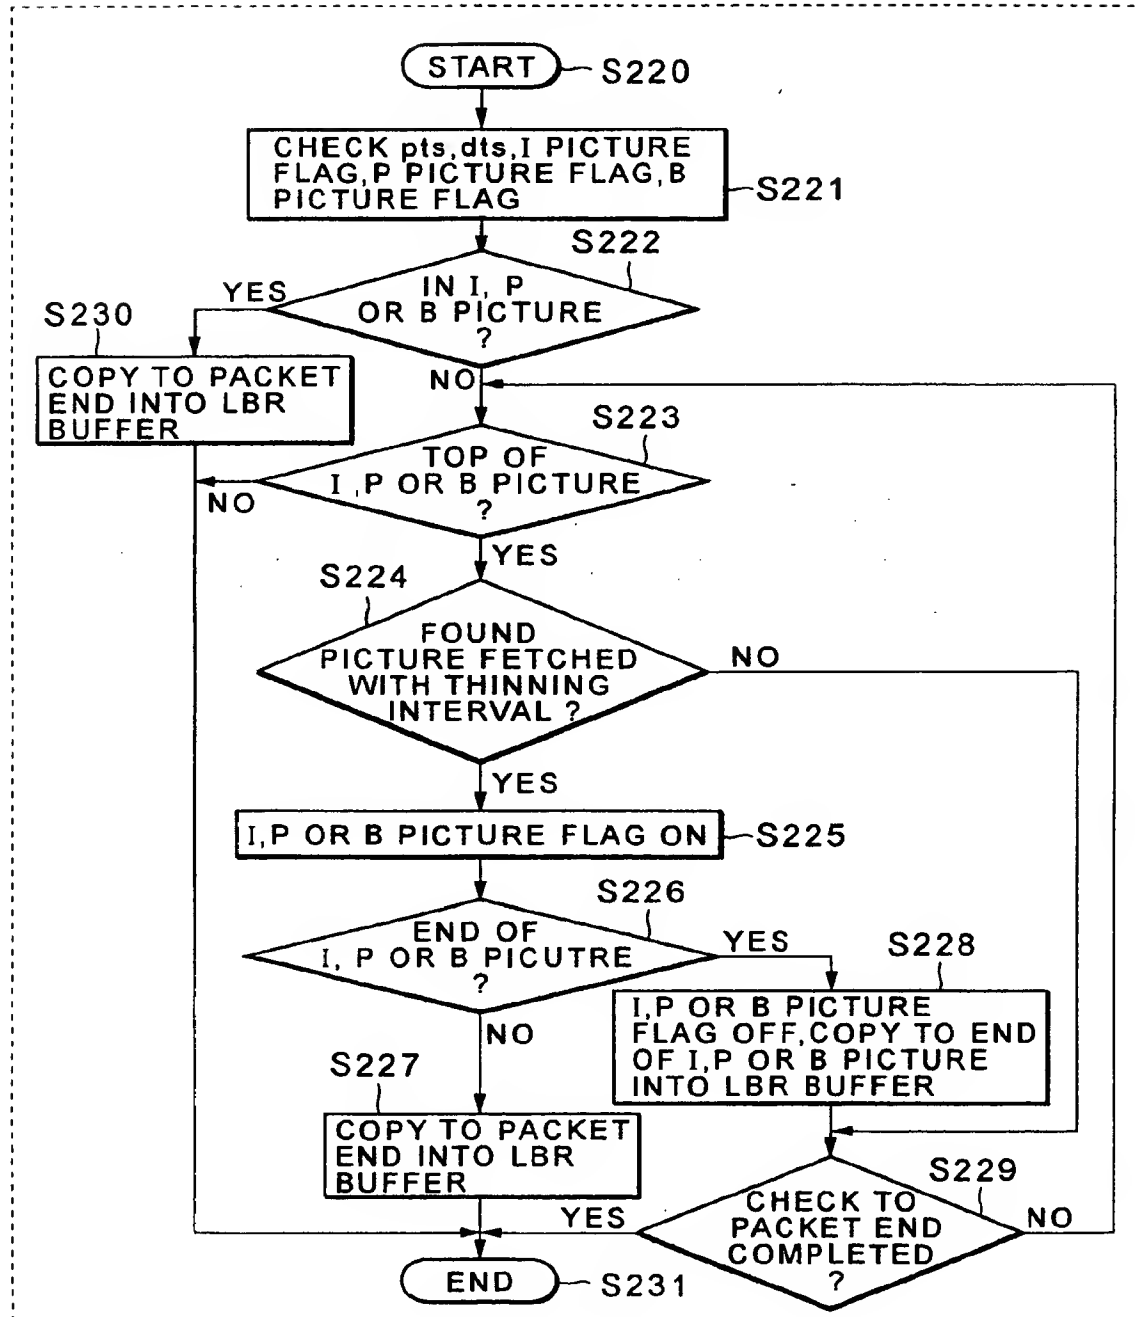 START
S220
CHECK pts,dts,I PICTURE
FLAG,P PICTURE FLAG,B
PICTURE FLAG
S221
S222
IN I, P
OR B PICTURE
?
YES
S230
COPY TO PACKET
END INTO LBR
BUFFER
NO
S223
TOP OF
I ,P OR B PICTURE
?
NO
YES
S224
FOUND
PICTURE FETCHED
WITH THINNING
INTERVAL ?
NO
YES
I,P OR B PICTURE FLAG ON
S225
S226
END OF
I, P OR B PICUTRE
?
YES
S228
I,P OR B PICTURE
FLAG OFF,COPY TO END
OF I,P OR B PICTURE
INTO LBR BUFFER
NO
S227
COPY TO PACKET
END INTO LBR
BUFFER
S229
CHECK TO
PACKET END
COMPLETED
?
YES
NO
END
S231